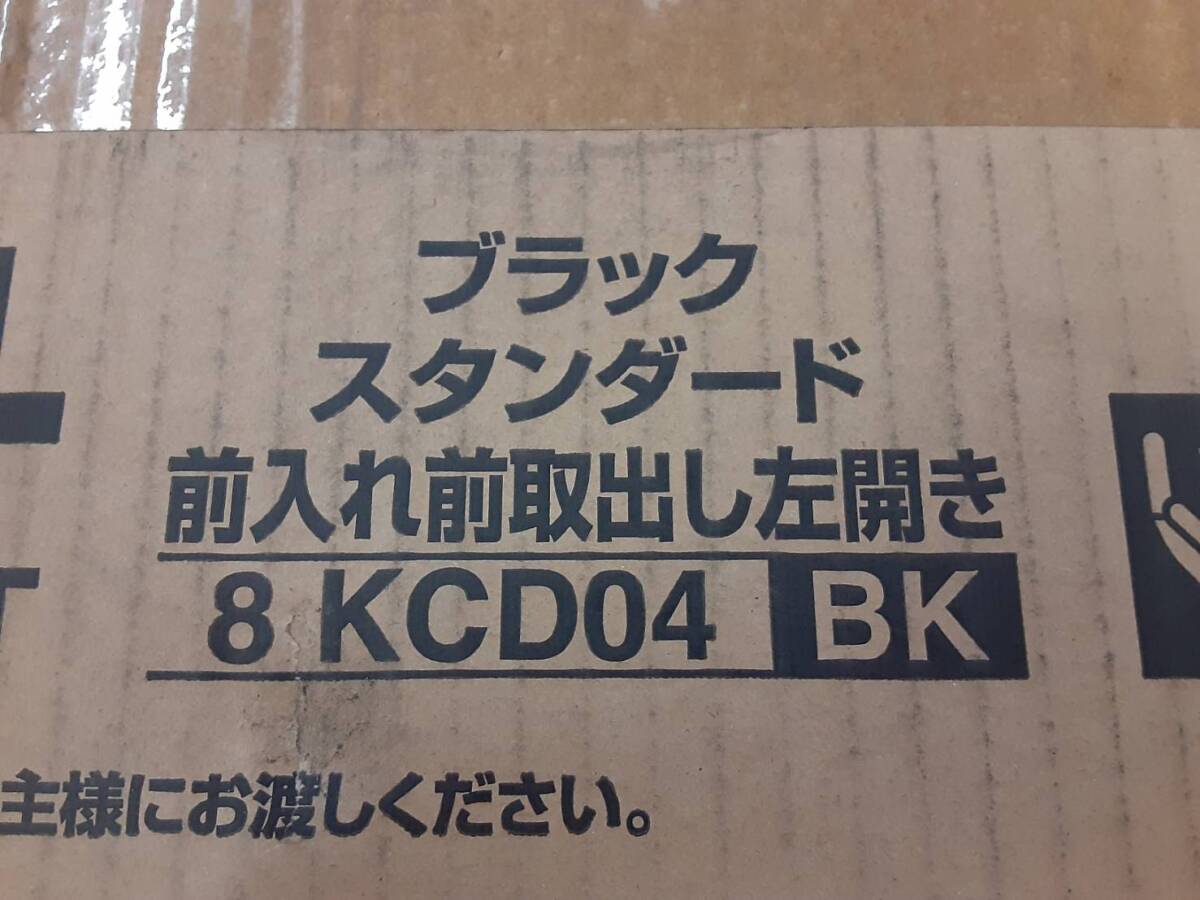 ブラック
スタンダード
前入れ前取出し左開き
8 KCD04 BK
主様にお渡しください。